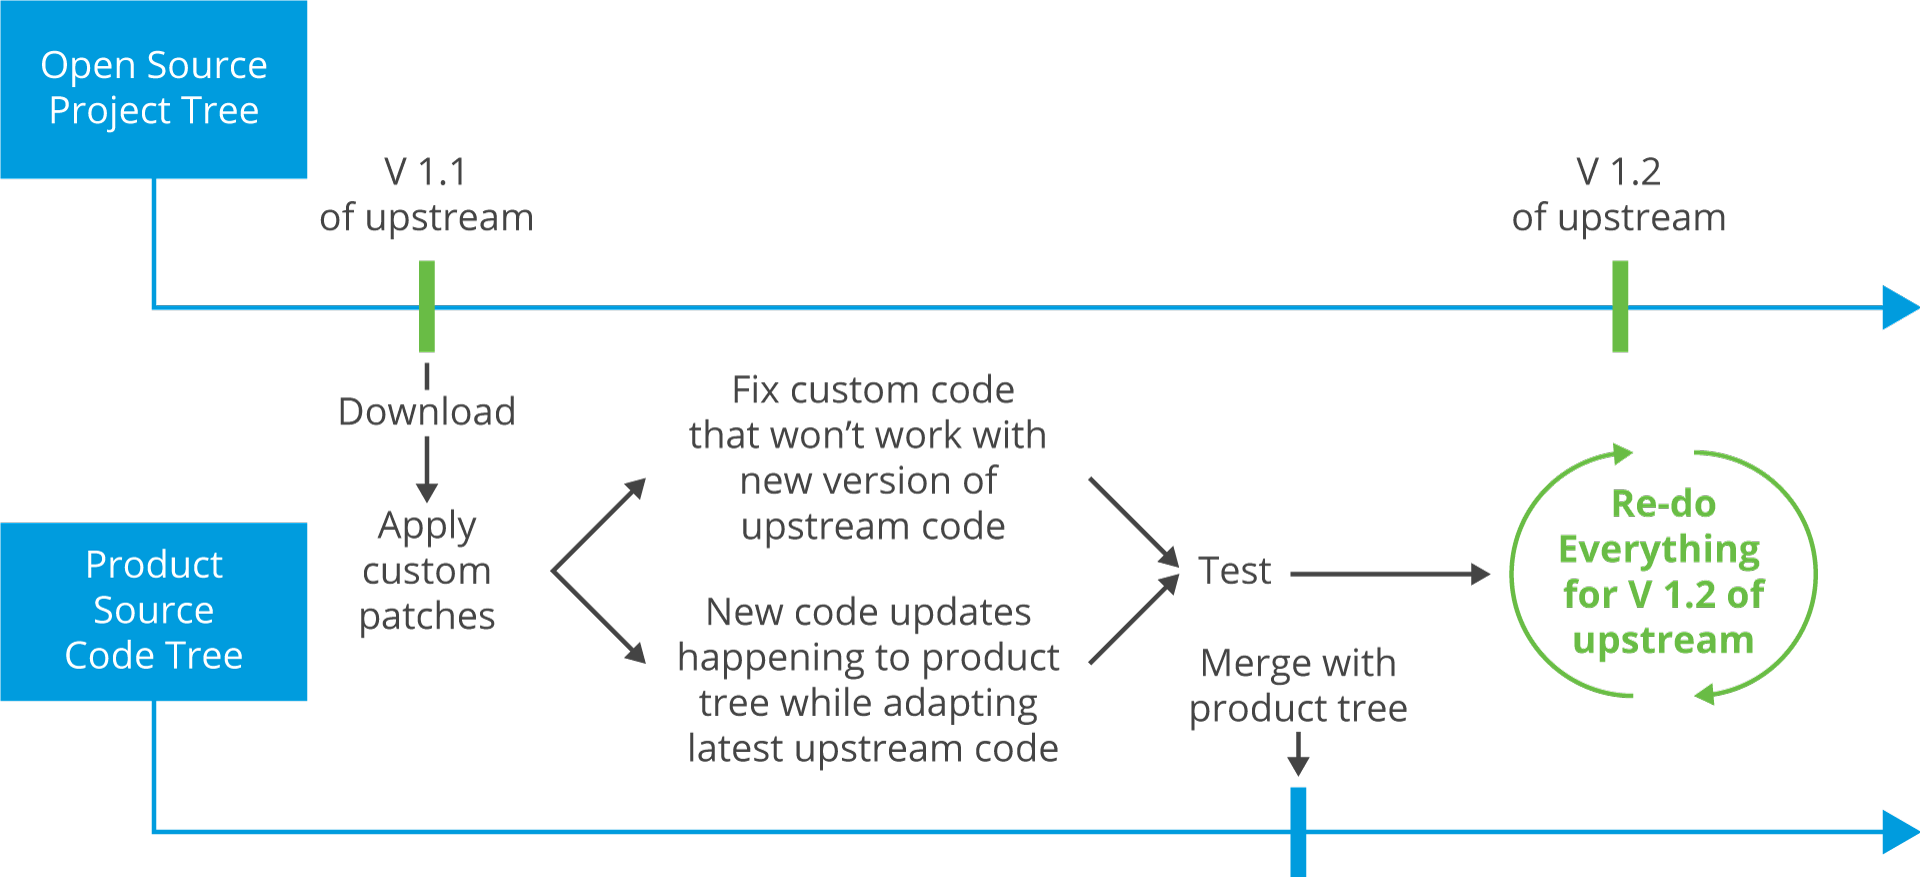 Open Source
Project Tree
V 1.1
of upstream
V 1.2
of upstream
Download
Apply
custom
patches
Fix custom code
that won’t work with
new version of
upstream code
New code updates
happening to product
tree while adapting
latest upstream code
Test
Merge with
product tree
Re-do
Everything
for V 1.2 of
upstream
Product
Source
Code Tree